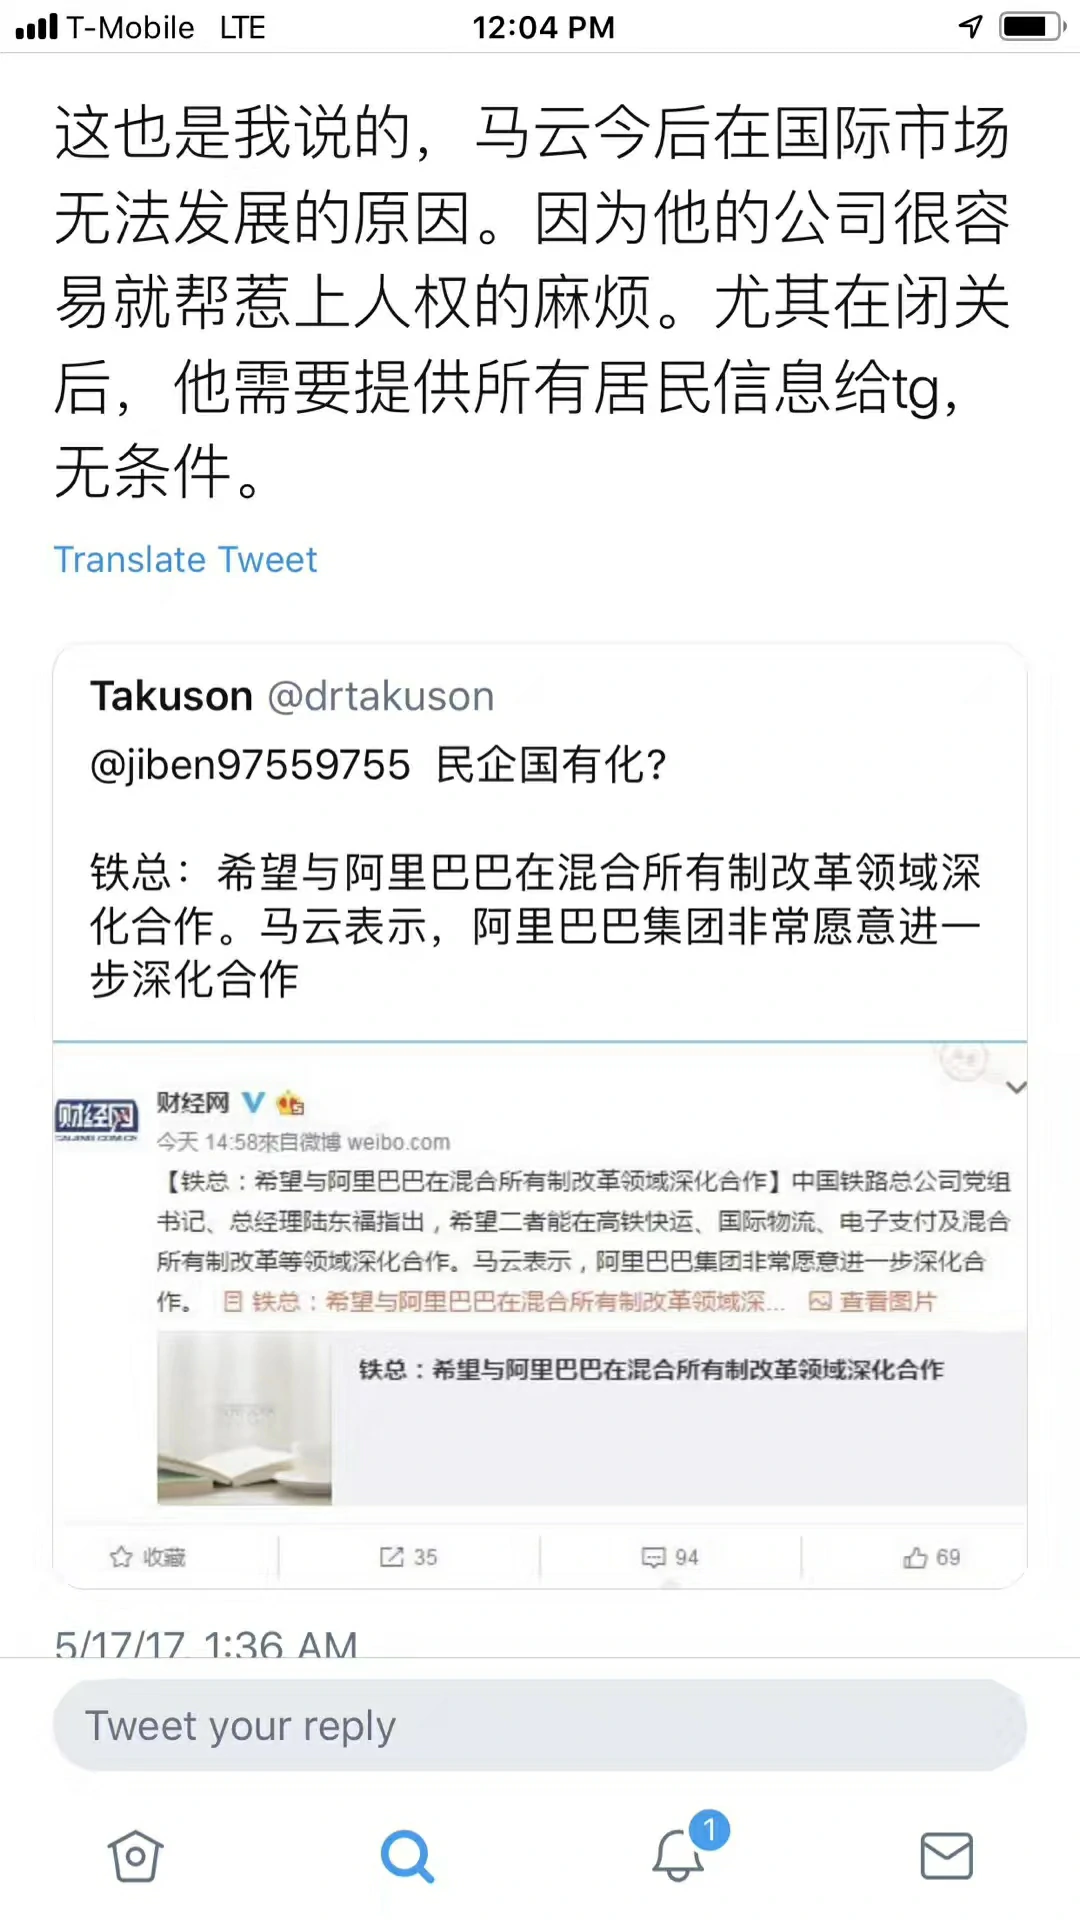 T-Mobile LTE 12:04 PM
这也是我说的，马云今后在国际市场
无法发展的原因。因为他的公司很容
易就帮惹上人权的麻烦。尤其在闭关
后，他需要提供所有居民信息给tg，
无条件。
Translate Tweet
Takuson @drtakuson
@jiben97559755 民企国有化？
铁总：希望与阿里巴巴在混合所有制改革领域深
化合作。马云表示，阿里巴巴集团非常愿意进一
步深化合作
财经网
CAIJING.COM.CN
财经网 V 5
今天 14:58來自微博 weibo.com
【铁总：希望与阿里巴巴在混合所有制改革领域深化合作】中国铁路总公司党组
书记、总经理陆东福指出，希望二者能在高铁快运、国际物流、电子支付及混合
所有制改革等领域深化合作。马云表示，阿里巴巴集团非常愿意进一步深化合
作。 铁总：希望与阿里巴巴在混合所有制改革领域深... 查看图片
铁总：希望与阿里巴巴在混合所有制改革领域深化合作
收藏 35 94 69
5/17/17, 1:36 AM
Tweet your reply
1